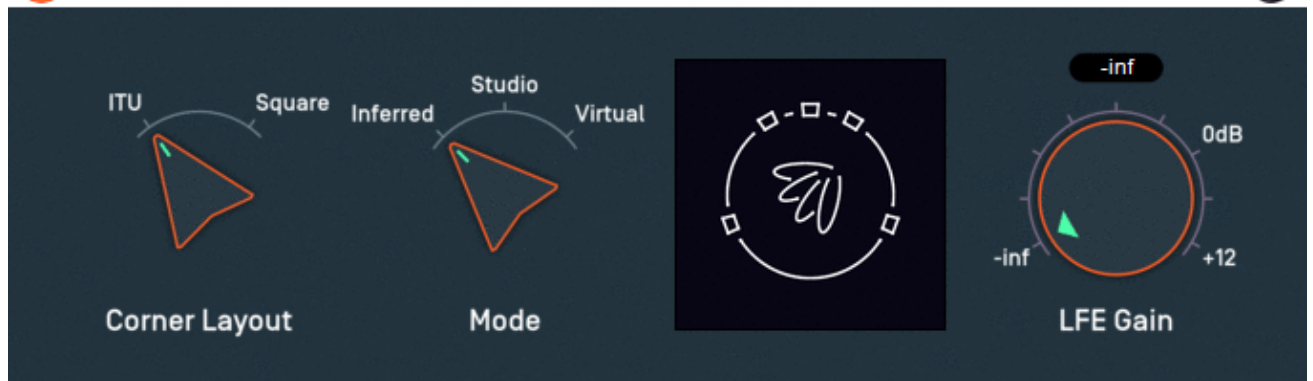 -inf
Studio
ITU
Square
Inferred
Virtual
0dB
-inf
+12
Corner Layout
Mode
LFE Gain